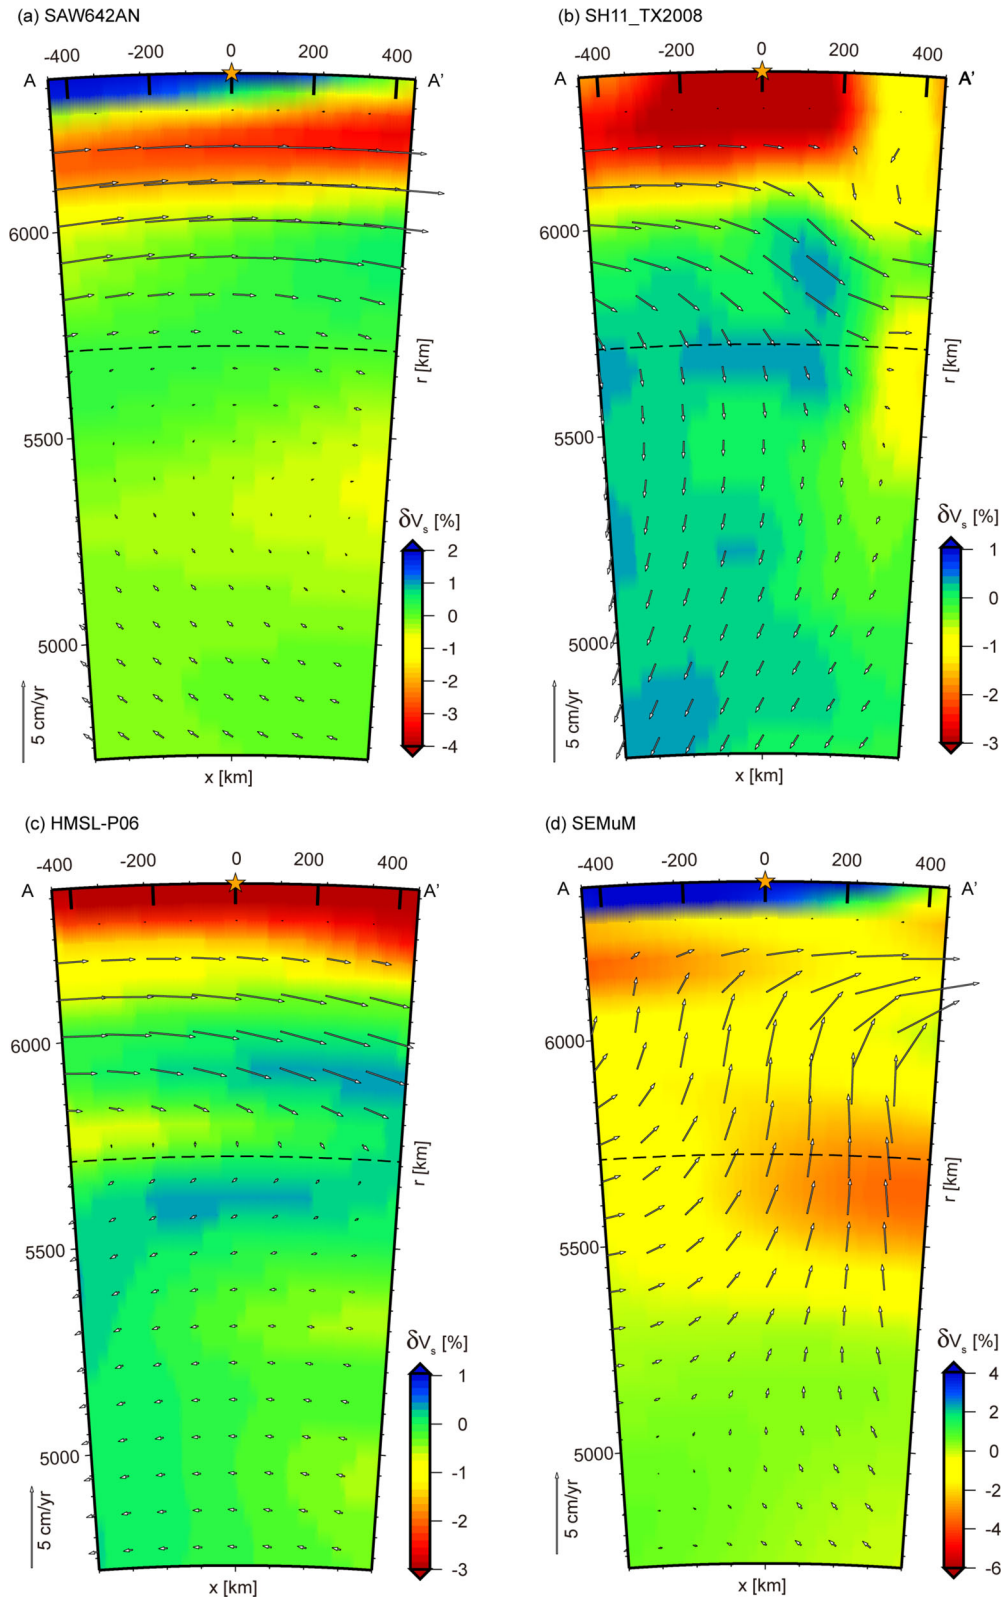 (a) SAW642AN
-400 -200 0 200 400
A A'
6000
5500
5000
r [km]
δVs [%]
2
1
0
-1
-2
-3
-4
5 cm/yr
x [km]
(b) SH11_TX2008
-400 -200 0 200 400
A A'
6000
5500
5000
r [km]
δVs [%]
1
0
-1
-2
-3
5 cm/yr
x [km]
(c) HMSL-P06
-400 -200 0 200 400
A A'
6000
5500
5000
r [km]
δVs [%]
1
0
-1
-2
-3
5 cm/yr
x [km]
(d) SEMuM
-400 -200 0 200 400
A A'
6000
5500
5000
δVs [%]
4
2
0
-2
-4
-6
5 cm/yr
x [km]